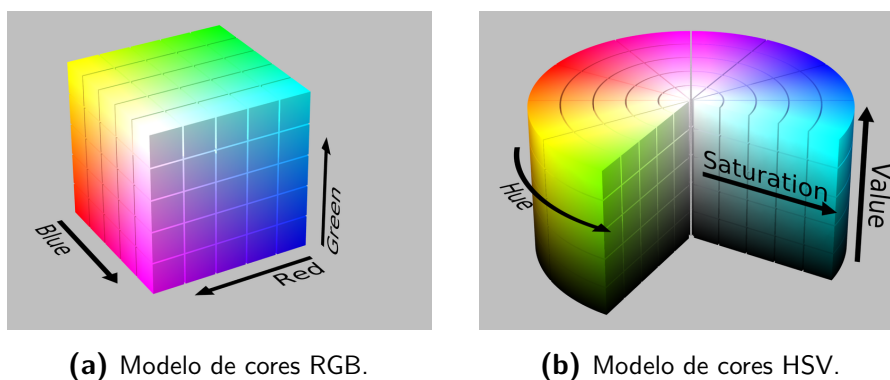 Blue
Red
Green
Hue
Saturation
Value
(a) Modelo de cores RGB.
(b) Modelo de cores HSV.